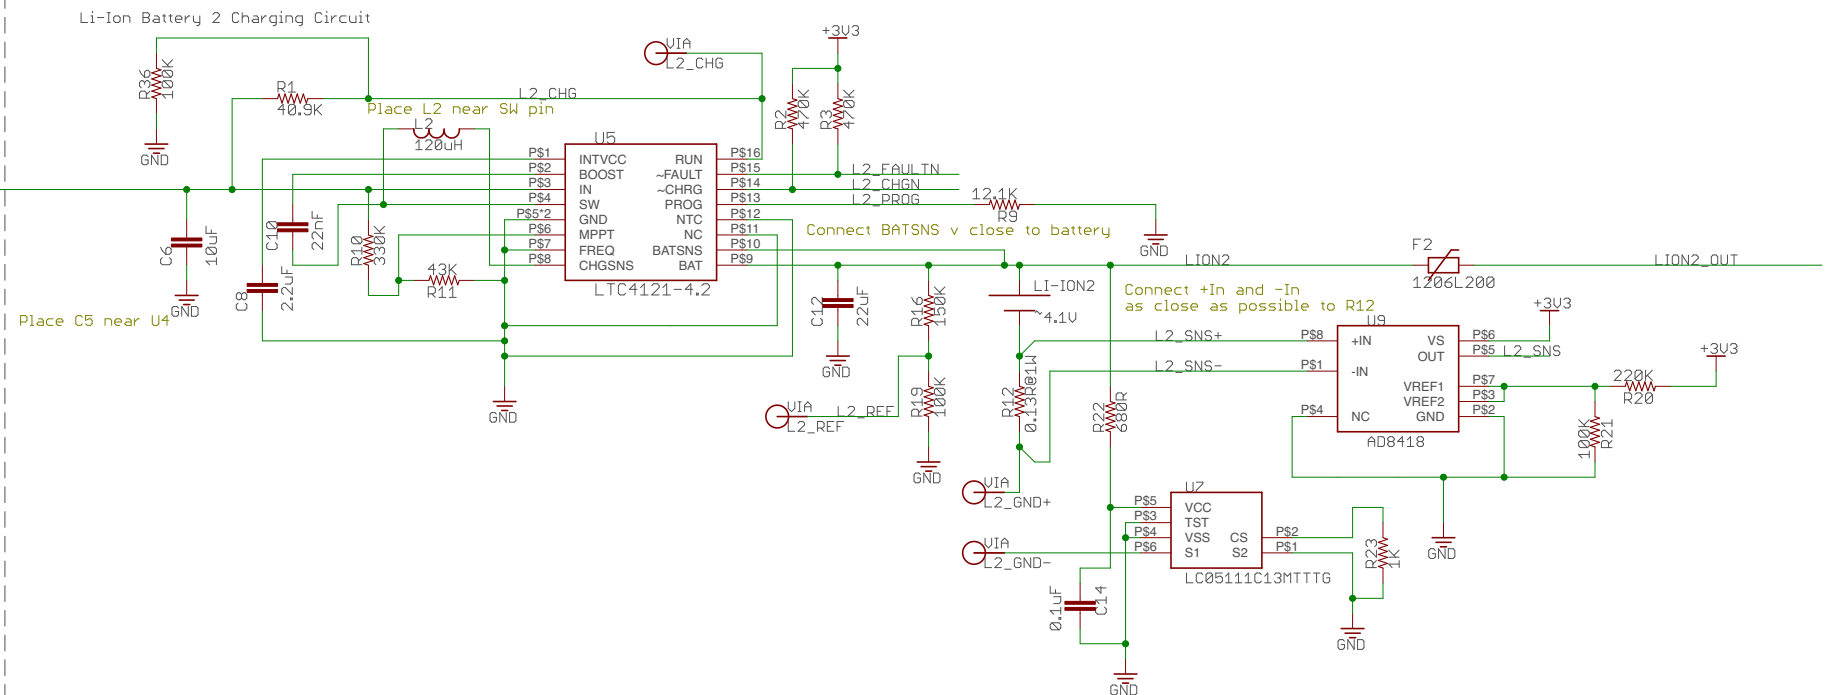 Li-Ion Battery 2 Charging Circuit
R36
100K
GND
R1
40.9K
L2_CHG
Place L2 near SW pin
L2
120uH
VIA
L2_CHG
+3V3
R2
470K
R3
470K
U5
P$1
P$2
P$3
P$4
P$5*2
P$6
P$7
P$8
INTVCC
BOOST
IN
SW
GND
MPPT
FREQ
CHGSNS
RUN
~FAULT
~CHRG
PROG
NTC
NC
BATSNS
BAT
P$16
P$15
P$14
P$13
P$12
P$11
P$10
P$9
LTC4121-4.2
L2_FAULTN
L2_CHGN
L2_PROG
12.1K
R9
GND
Connect BATSNS v close to battery
C6
10uF
GND
C10
22nF
C8
2.2uF
R10
330K
43K
R11
Place C5 near U4
GND
C12
22uF
GND
R16
150K
R19
100K
GND
VIA
L2_REF
L2_REF
LI-ION2
~4.1V
R12
0.13R@1W
LION2
F2
1206L200
LION2_OUT
Connect +In and -In
as close as possible to R12
L2_SNS+
L2_SNS-
R22
680R
U9
P$8
P$1
P$4
+IN
-IN
NC
VS
OUT
VREF1
VREF2
GND
P$6
P$5
P$7
P$3
P$2
AD8418
+3V3
L2_SNS
220K
R20
+3V3
100K
R21
GND
VIA
L2_GND+
VIA
L2_GND-
U7
P$5
P$3
P$4
P$6
VCC
TST
VSS
S1
CS
S2
P$2
P$1
LC05111C13MTTTG
R23
1K
GND
0.1uF
C14
GND